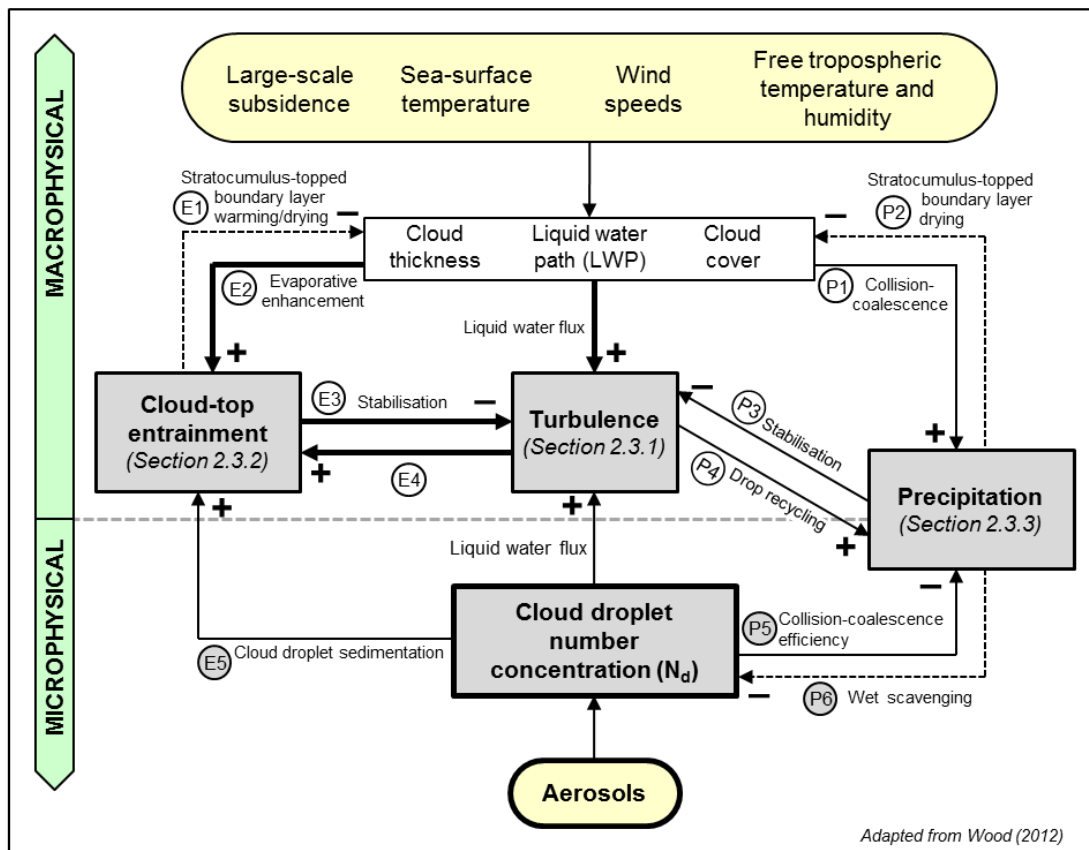 MACROPHYSICAL
MICROPHYSICAL
Large-scale
subsidence
Sea-surface
temperature
Wind
speeds
Free tropospheric
temperature and
humidity
E1
Stratocumulus-topped
boundary layer
warming/drying
−
Stratocumulus-topped
boundary layer
drying
P2
−
Cloud
thickness
Liquid water
path (LWP)
Cloud
cover
E2
Evaporative
enhancement
+
Liquid water flux
+
P1
Collision-
coalescence
+
Cloud-top
entrainment
(Section 2.3.2)
E3
Stabilisation
−
E4
+
Turbulence
(Section 2.3.1)
−
P3
Stabilisation
P4
Drop recycling
+
Precipitation
(Section 2.3.3)
+
+
Liquid water flux
−
E5
Cloud droplet sedimentation
Cloud droplet
number
concentration (Nd)
P5
Collision-coalescence
efficiency
−
P6
Wet scavenging
Aerosols
Adapted from Wood (2012)